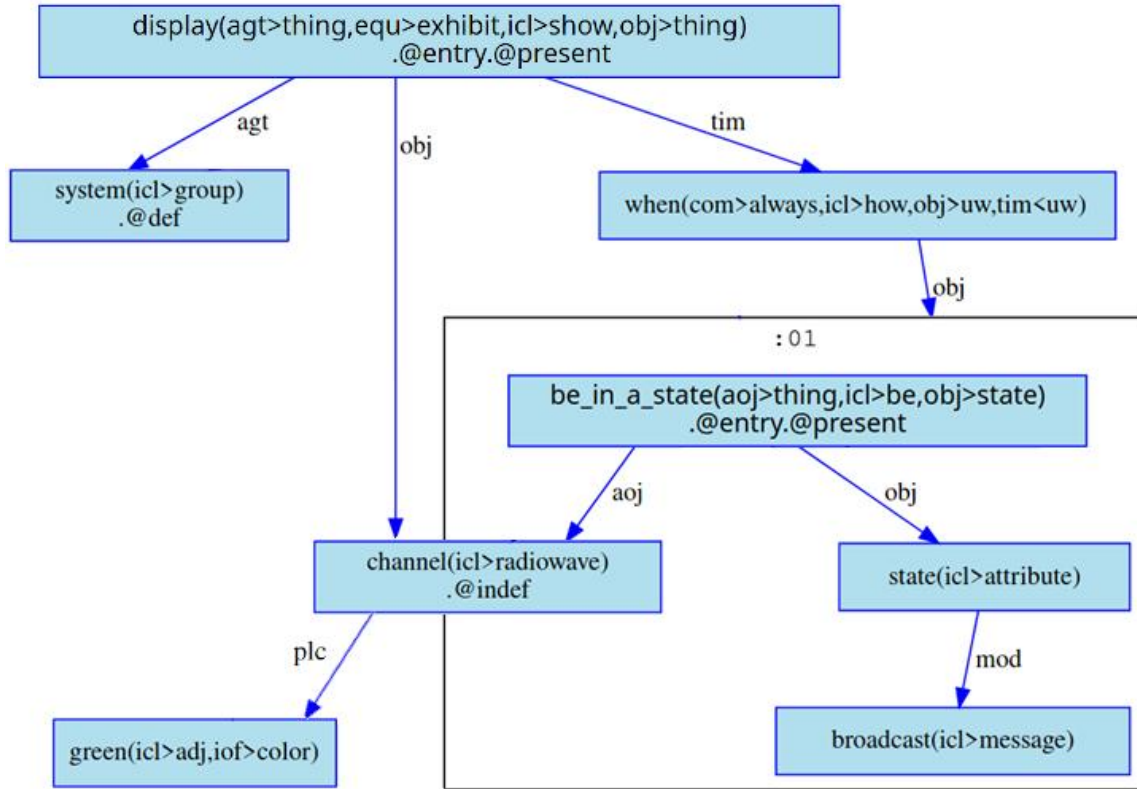 display(agt>thing,equ>exhibit,icl>show,obj>thing)
.@entry.@present
agt
obj
tim
system(icl>group)
.@def
when(com>always,icl>how,obj>uw,tim<uw)
obj
:01
be_in_a_state(aoj>thing,icl>be,obj>state)
.@entry.@present
aoj
obj
channel(icl>radiowave)
.@indef
state(icl>attribute)
plc
mod
green(icl>adj,iof>color)
broadcast(icl>message)